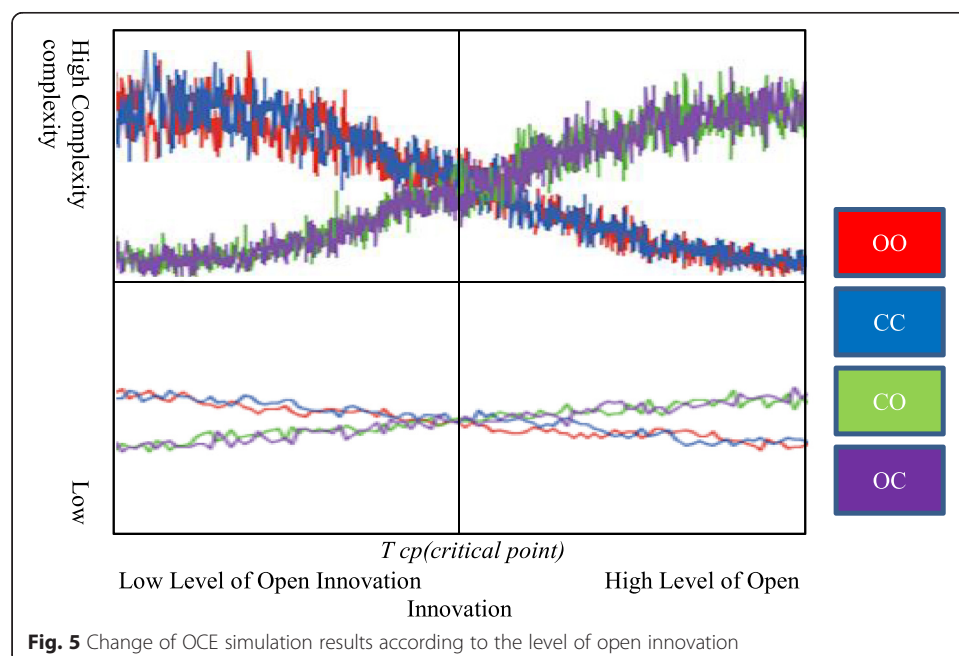 High Complexity
complexity
Low
OO
CC
CO
OC
T cp(critical point)
Low Level of Open Innovation High Level of Open
Innovation
Fig. 5 Change of OCE simulation results according to the level of open innovation